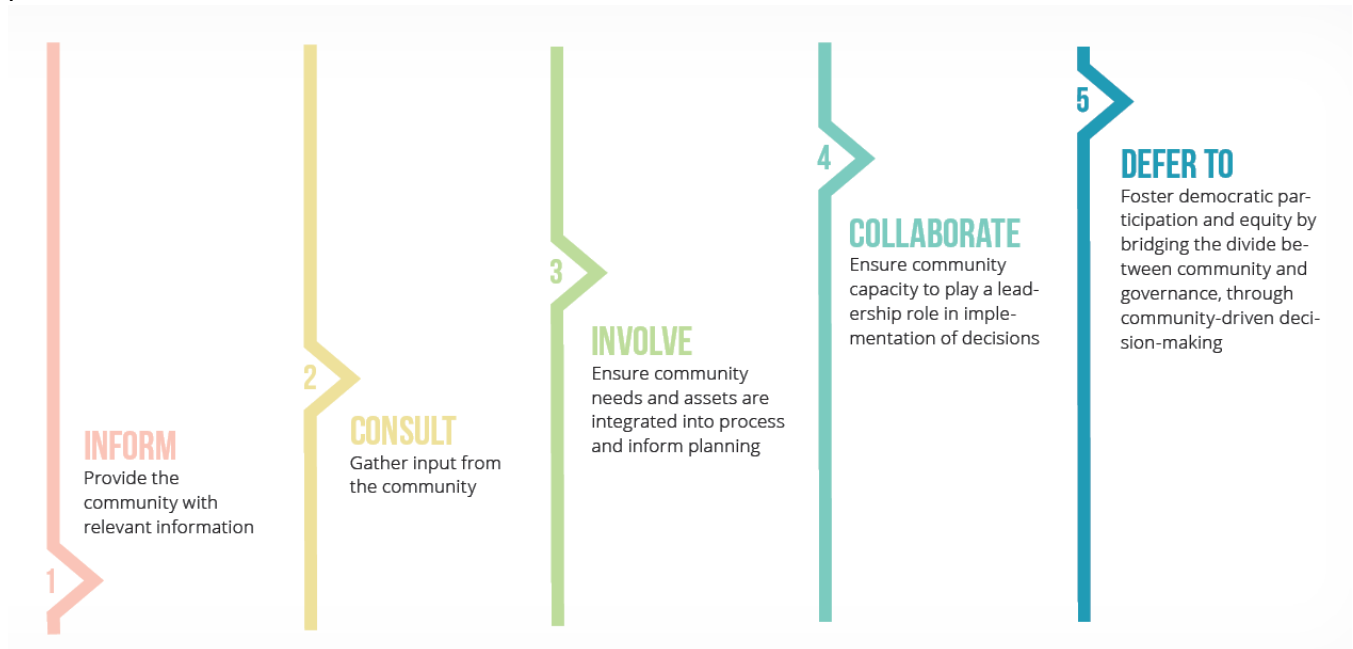 1
INFORM
Provide the
community with
relevant information
2
CONSULT
Gather input from
the community
3
INVOLVE
Ensure community
needs and assets are
integrated into process
and inform planning
4
COLLABORATE
Ensure community
capacity to play a lead-
ership role in imple-
mentation of decisions
5
DEFER TO
Foster democratic par-
ticipation and equity by
bridging the divide be-
tween community and
governance, through
community-driven deci-
sion-making